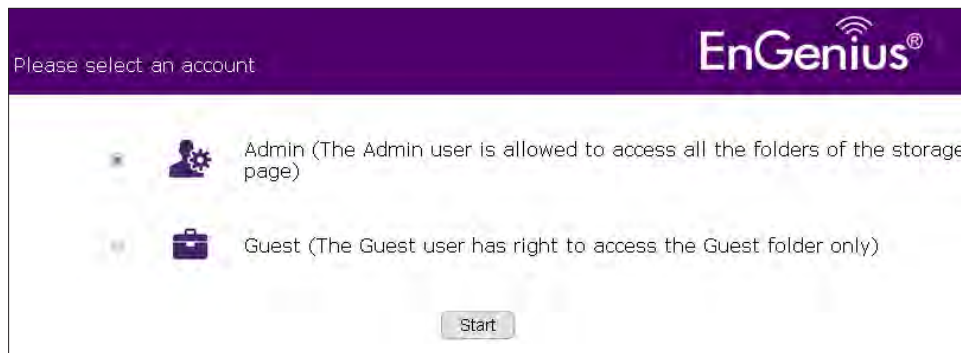 Please select an account
EnGenius®
Admin (The Admin user is allowed to access all the folders of the storage
page)
Guest (The Guest user has right to access the Guest folder only)
Start